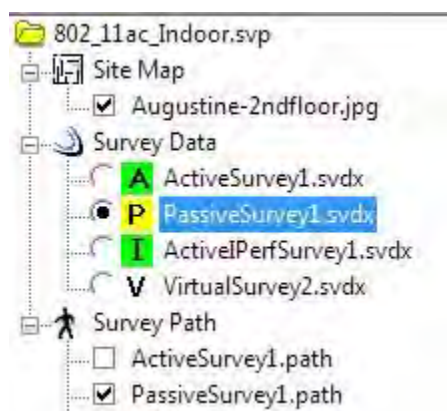 802_11ac_Indoor.svp
Site Map
Augustine-2ndfloor.jpg
Survey Data
A ActiveSurvey1.svdx
P PassiveSurvey1.svdx
I ActiveIPerfSurvey1.svdx
V VirtualSurvey2.svdx
Survey Path
ActiveSurvey1.path
PassiveSurvey1.path